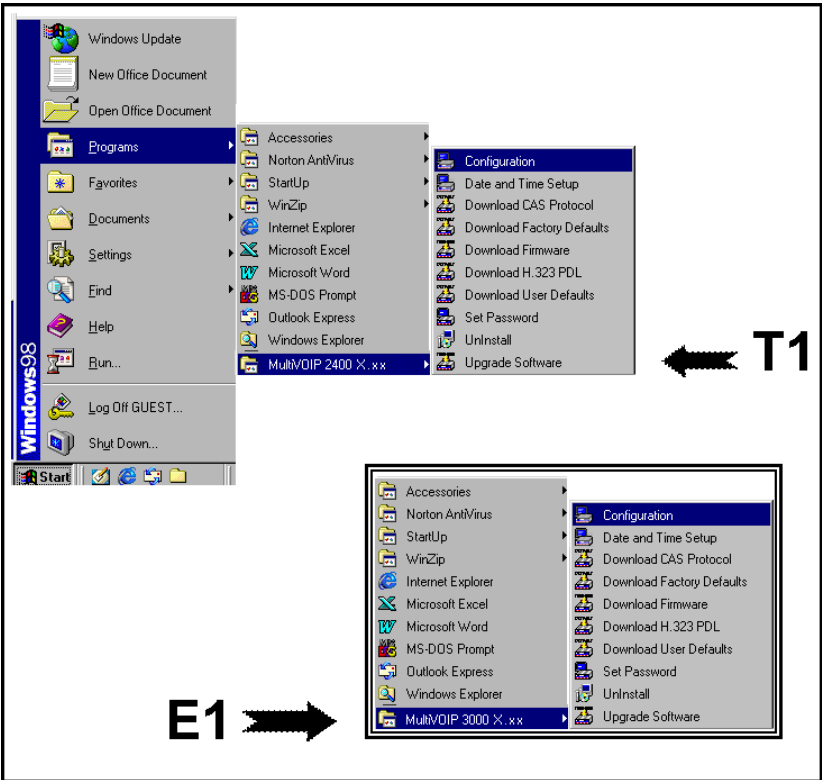 Windows Update
New Office Document
Open Office Document
Programs
Favorites
Documents
Settings
Find
Help
Run...
Log Off GUEST...
Shut Down...
Windows98
Start
Accessories
Norton AntiVirus
StartUp
WinZip
Internet Explorer
Microsoft Excel
Microsoft Word
MS-DOS Prompt
Outlook Express
Windows Explorer
MultiVOIP 2400 X.xx
Configuration
Date and Time Setup
Download CAS Protocol
Download Factory Defaults
Download Firmware
Download H.323 PDL
Download User Defaults
Set Password
UnInstall
Upgrade Software
T1
Accessories
Norton AntiVirus
StartUp
WinZip
Internet Explorer
Microsoft Excel
Microsoft Word
MS-DOS Prompt
Outlook Express
Windows Explorer
MultiVOIP 3000 X.xx
Configuration
Date and Time Setup
Download CAS Protocol
Download Factory Defaults
Download Firmware
Download H.323 PDL
Download User Defaults
Set Password
UnInstall
Upgrade Software
E1